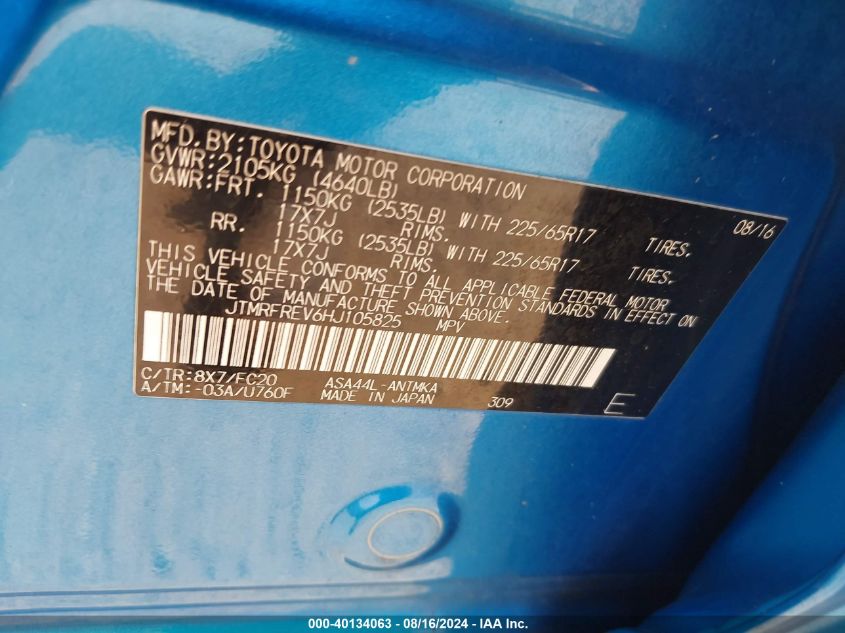 MFD. BY: TOYOTA MOTOR CORPORATION 08/16
GVWR: 2105KG (4640LB)
GAWR: FRT. 1150KG (2535LB) WITH 225/65R17 TIRES.
17X7J RIMS.
RR. 1150KG (2535LB) WITH 225/65R17 TIRES.
17X7J RIMS.
THIS VEHICLE CONFORMS TO ALL APPLICABLE FEDERAL MOTOR
VEHICLE SAFETY AND THEFT PREVENTION STANDARDS IN EFFECT ON
THE DATE OF MANUFACTURE SHOWN ABOVE.
JTMRFREV6HJ105825 MPV
C/TR: 8X7/FC20 ASA44L-ANTMKA
A/TM: -03A/U760F MADE IN JAPAN 309 E
000-40134063 - 08/16/2024 - IAA Inc.